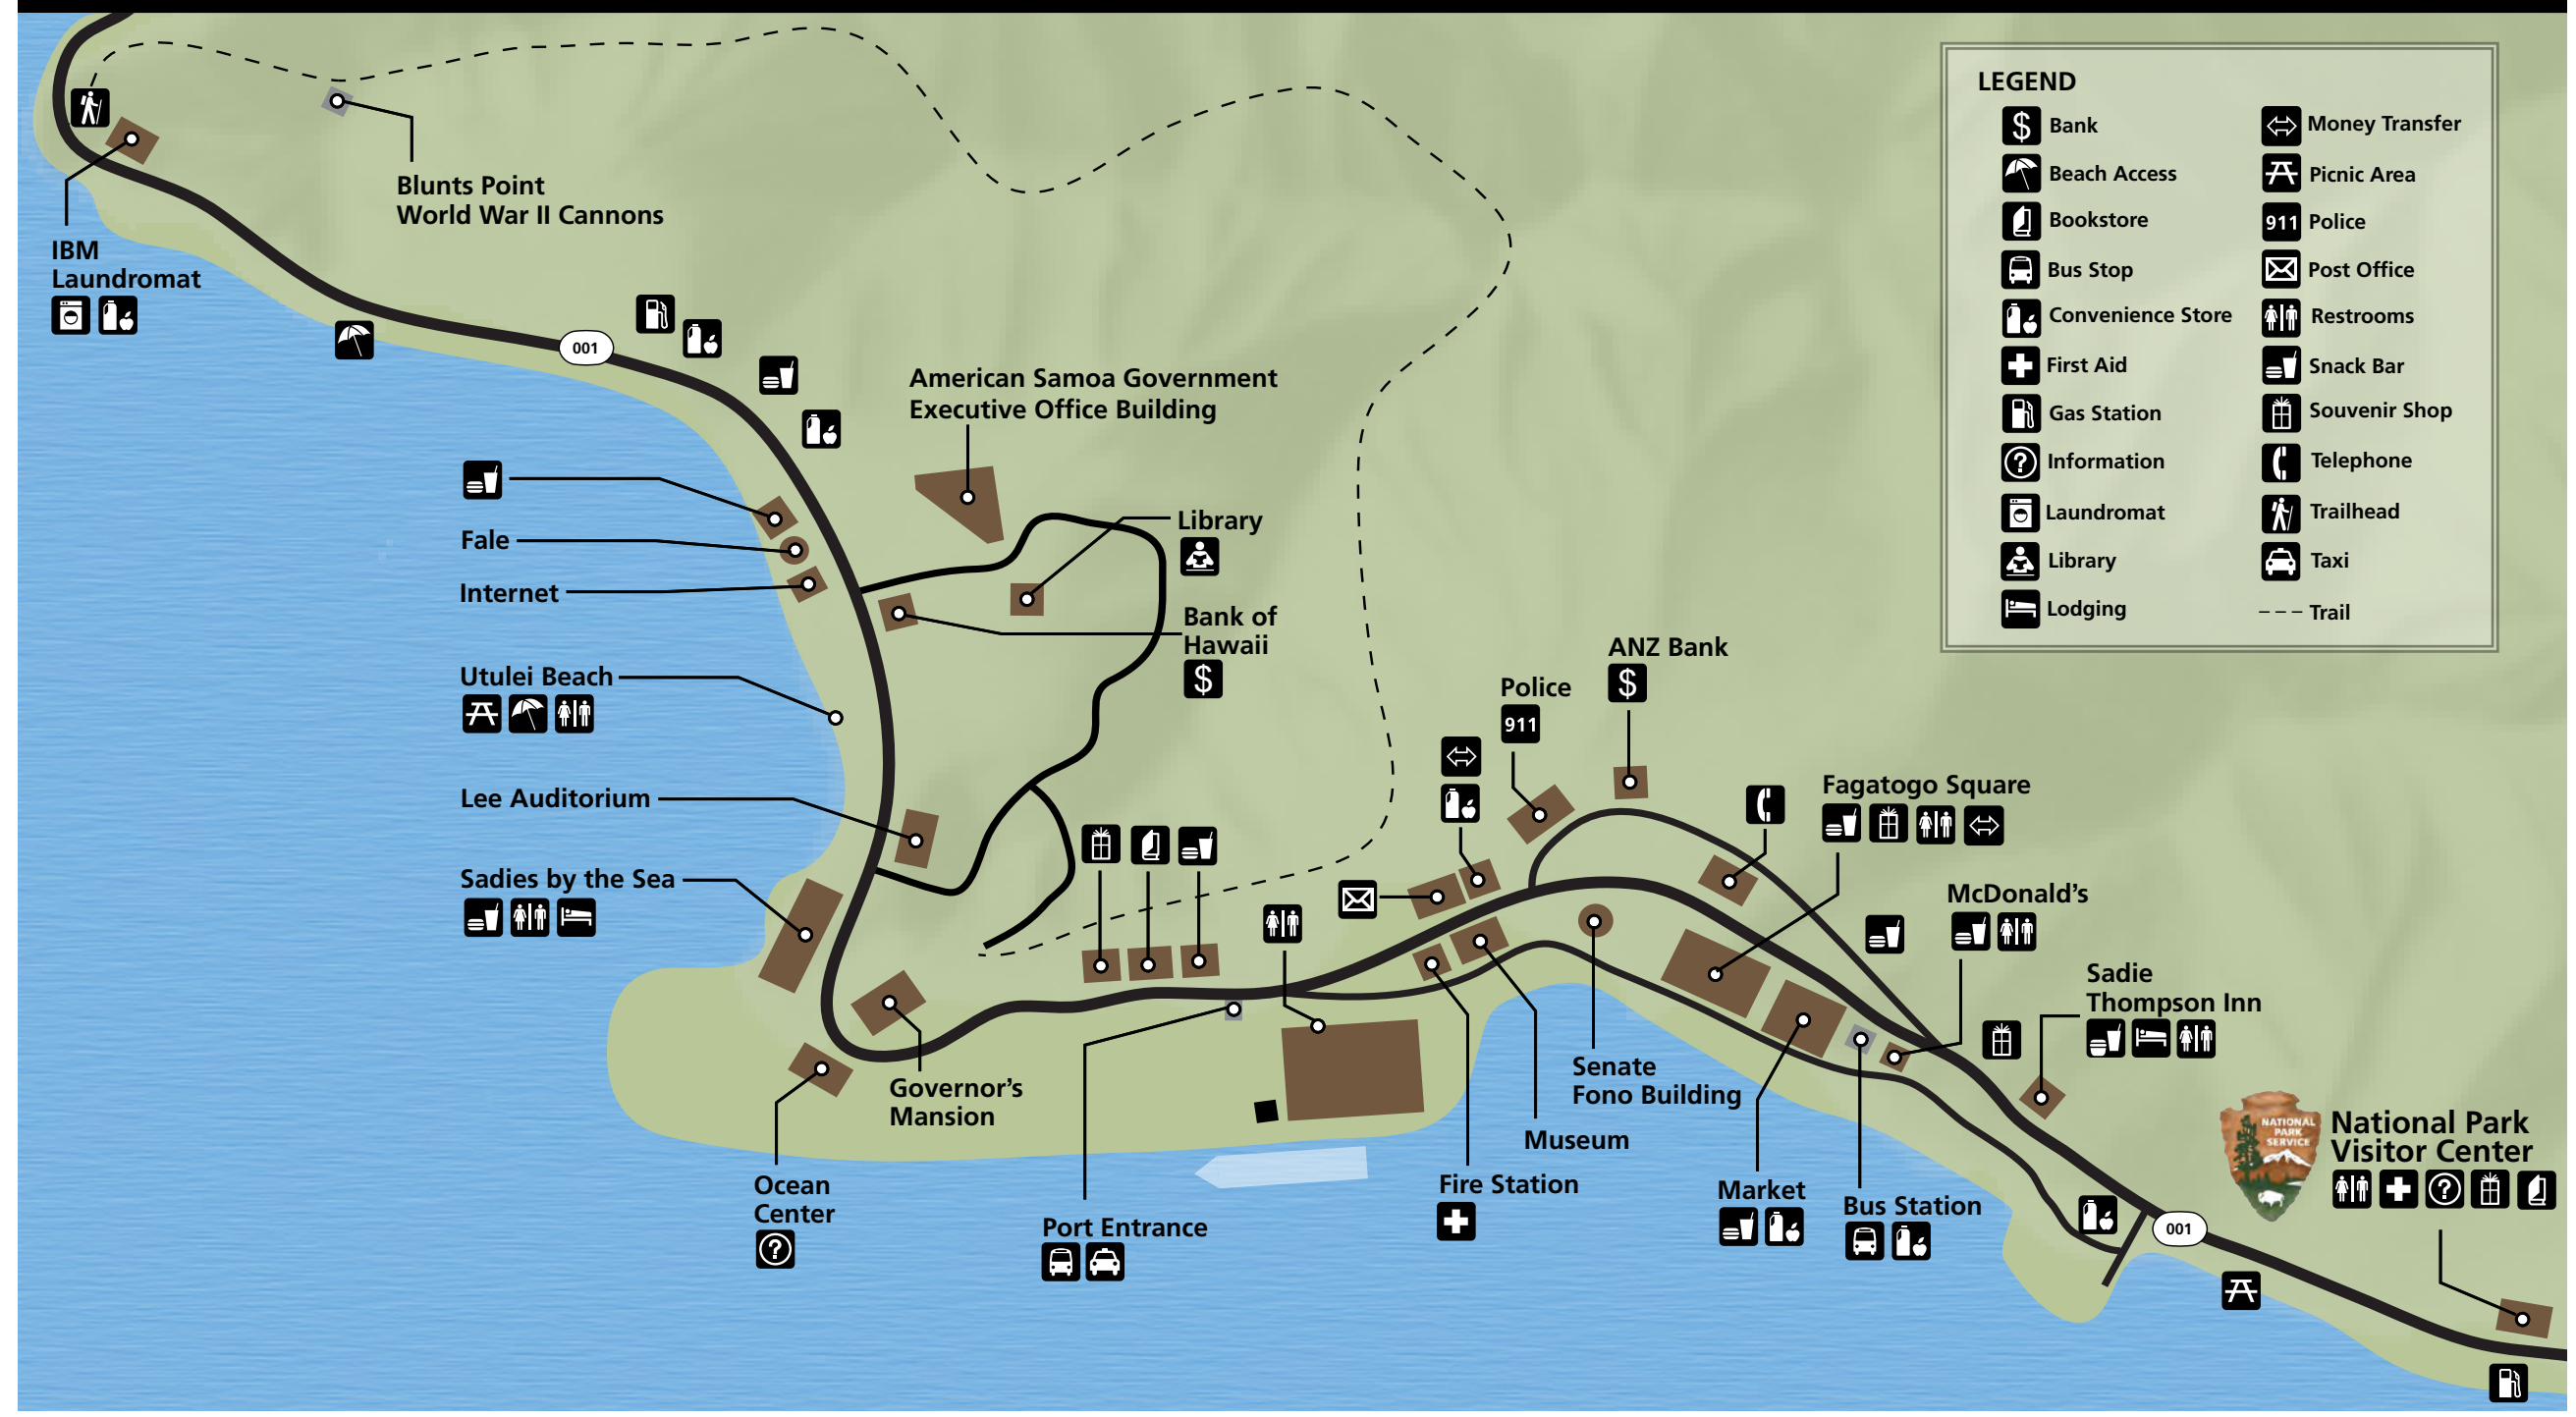 LEGEND
$ Bank
Beach Access
Bookstore
Bus Stop
Convenience Store
First Aid
Gas Station
? Information
Laundromat
Library
Lodging
Money Transfer
Picnic Area
911 Police
Post Office
Restrooms
Snack Bar
Souvenir Shop
Telephone
Trailhead
Taxi
Trail
Blunts Point
World War II Cannons
IBM
Laundromat
001
American Samoa Government
Executive Office Building
Fale
Internet
Library
Bank of
Hawaii
$
Utulei Beach
Lee Auditorium
Sadies by the Sea
Police
911
ANZ Bank
$
Fagatogo Square
McDonald’s
Sadie
Thompson Inn
Governor’s
Mansion
Ocean
Center
?
Port Entrance
Senate
Fono Building
Museum
Fire Station
Market
Bus Station
NATIONAL
PARK
SERVICE
National Park
Visitor Center
?
001